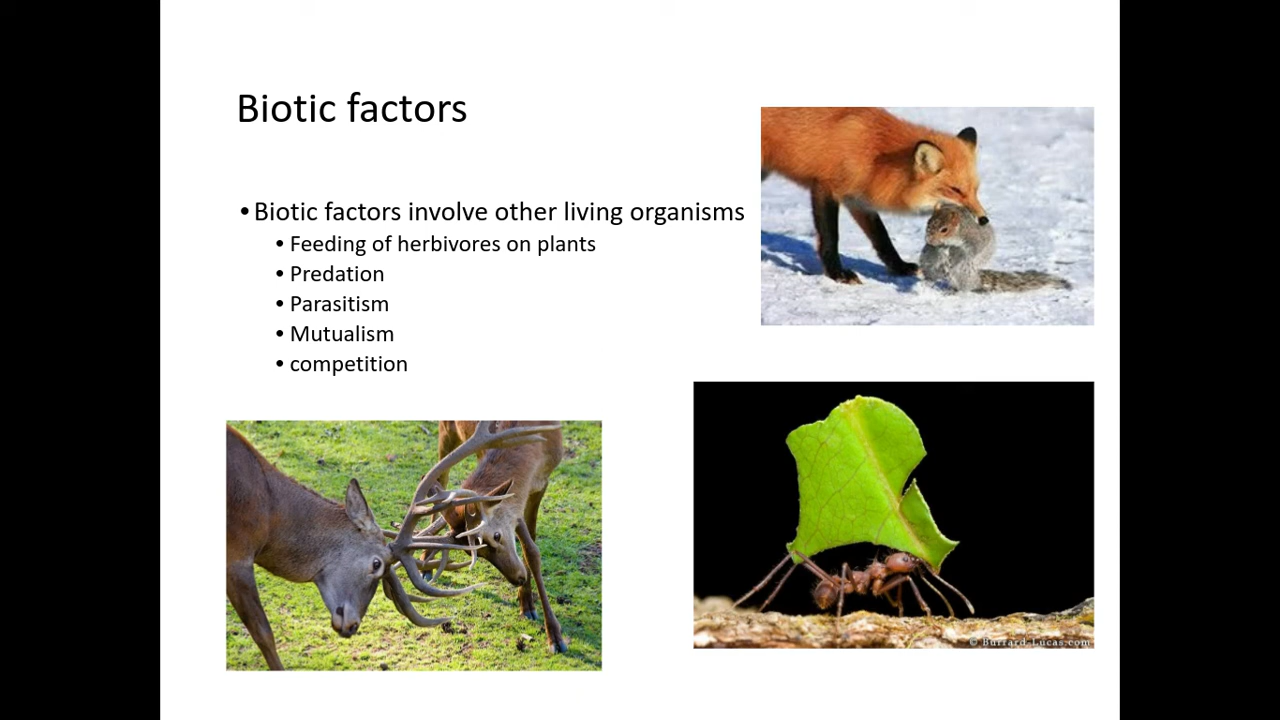 Biotic factors
• Biotic factors involve other living organisms
• Feeding of herbivores on plants
• Predation
• Parasitism
• Mutualism
• competition
© Burrard-Lucas.com